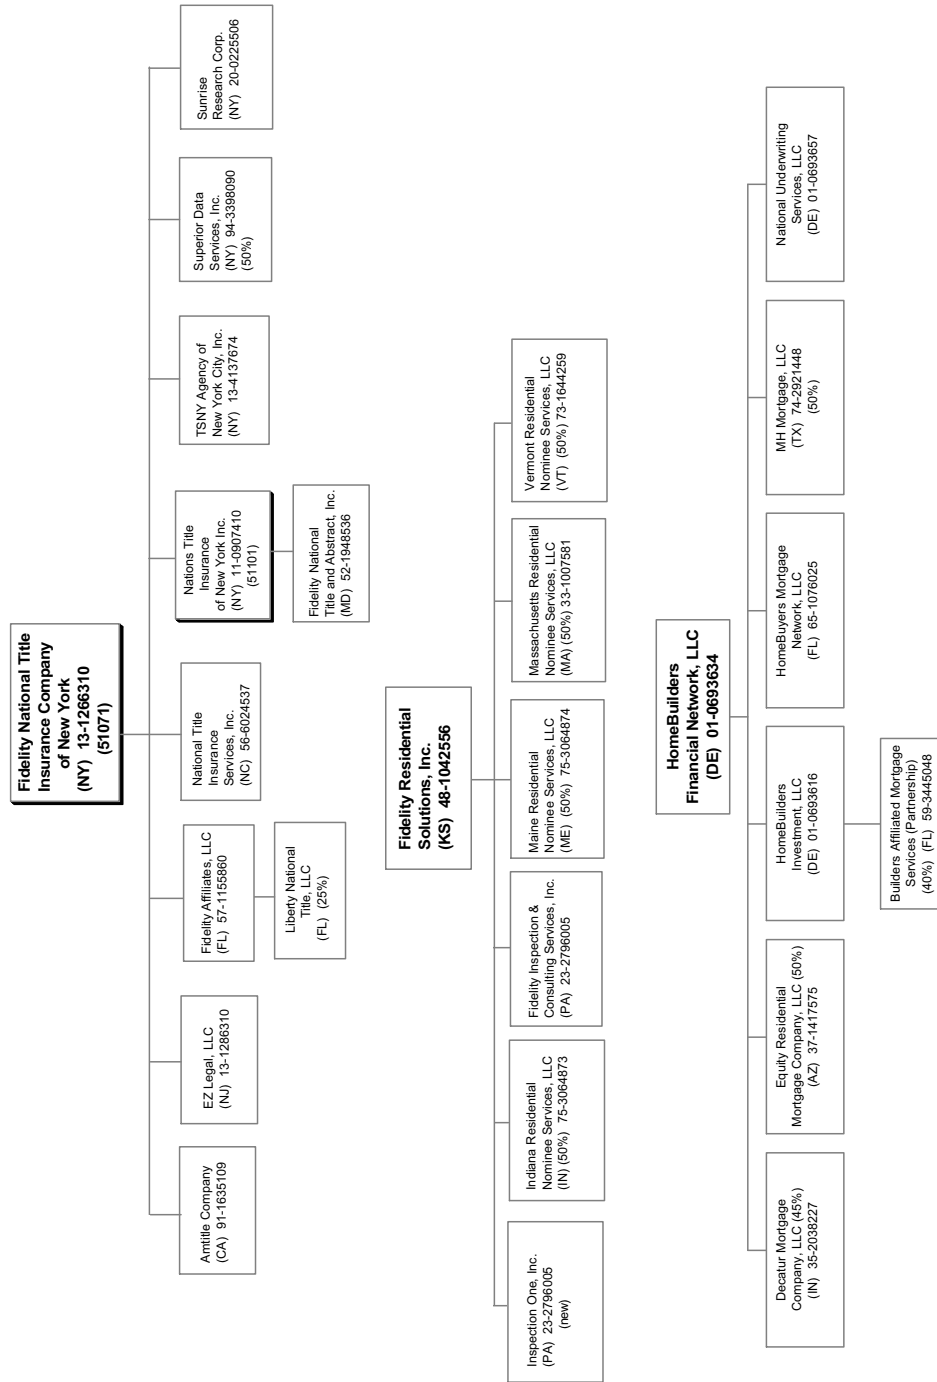 Fidelity National Title
Insurance Company
of New York
(NY) 13-1266310
(51071)
Amtitle Company
(CA) 91-1635109
EZ Legal, LLC
(NJ) 13-1286310
Fidelity Affiliates, LLC
(FL) 57-1155860
Liberty National
Title, LLC
(FL) (25%)
National Title
Insurance
Services, Inc.
(NC) 56-6024537
Nations Title
Insurance
of New York Inc.
(NY) 11-0907410
(51101)
Fidelity National
Title and Abstract, Inc.
(MD) 52-1948536
TSNY Agency of
New York City, Inc.
(NY) 13-4137674
Superior Data
Services, Inc.
(NY) 94-3398090
(50%)
Sunrise
Research Corp.
(NY) 20-0225506
Fidelity Residential
Solutions, Inc.
(KS) 48-1042556
Inspection One, Inc.
(PA) 23-2796005
(new)
Indiana Residential
Nominee Services, LLC
(IN) (50%) 75-3064873
Fidelity Inspection &
Consulting Services, Inc.
(PA) 23-2796005
Maine Residential
Nominee Services, LLC
(ME) (50%) 75-3064874
Massachusetts Residential
Nominee Services, LLC
(MA) (50%) 33-1007581
Vermont Residential
Nominee Services, LLC
(VT) (50%) 73-1644259
HomeBuilders
Financial Network, LLC
(DE) 01-0693634
Decatur Mortgage
Company, LLC (45%)
(IN) 35-2038227
Equity Residential
Mortgage Company, LLC (50%)
(AZ) 37-1417575
HomeBuilders
Investment, LLC
(DE) 01-0693616
Builders Affiliated Mortgage
Services (Partnership)
(40%) (FL) 59-3445048
HomeBuyers Mortgage
Network, LLC
(FL) 65-1076025
MH Mortgage, LLC
(TX) 74-2921448
(50%)
National Underwriting
Services, LLC
(DE) 01-0693657